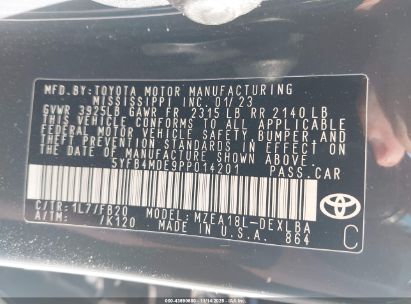 MFD.BY: TOYOTA MOTOR MANUFACTURING
MISSISSIPPI INC. 01/23
GVWR 3925LB GAWR FR 2315LB RR 2140LB
THIS VEHICLE CONFORMS TO ALL APPLICABLE
FEDERAL MOTOR VEHICLE SAFETY BUMPER AND
THEFT PREVENTION STANDARDS IN EFFECT ON
THE DATE OF MANUFACTURE SHOWN ABOVE.
5YFB4MDE9PP014201 PASS.CAR
C/TR: 1L7/FB20 MODEL: MZEA18L-DEXLBA
A/TM: /K120 MADE IN U.S.A. 864
TOYOTA
C